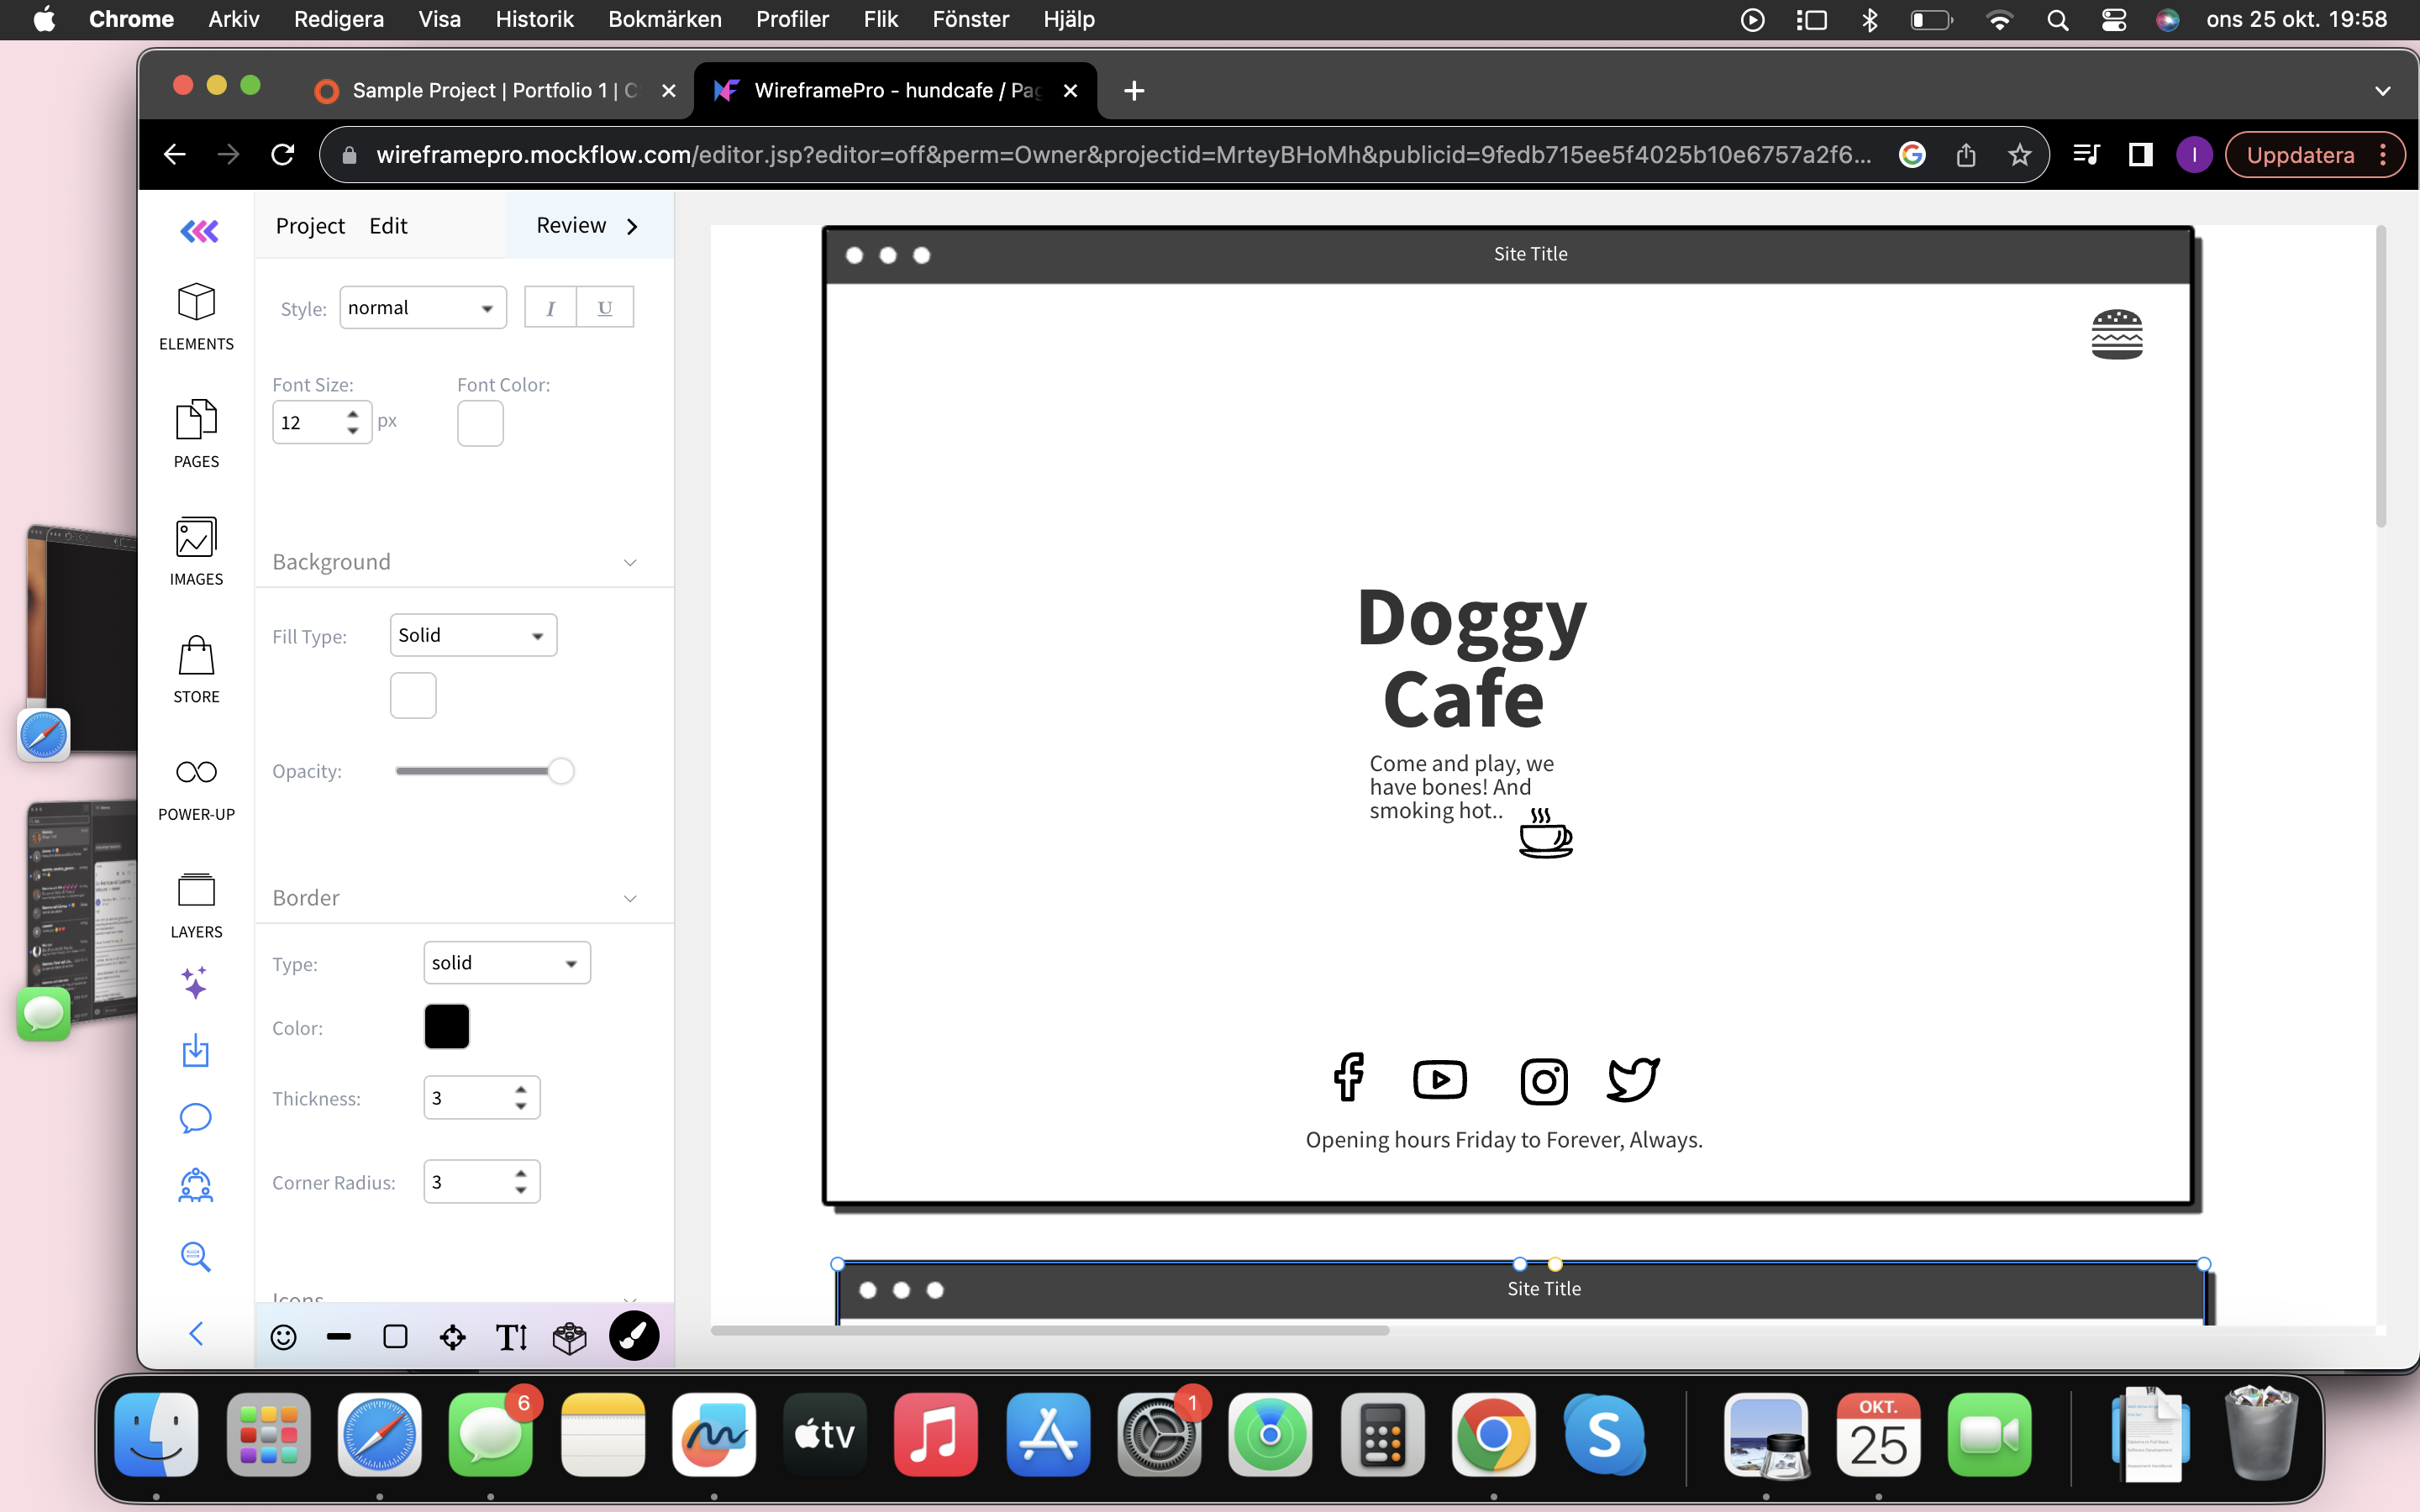 Chrome Arkiv Redigera Visa Historik Bokmärken Profiler Flik Fönster Hjälp ons 25 okt. 19:58
Sample Project | Portfolio 1 | C
WireframePro - hundcafe / Pag
wireframepro.mockflow.com/editor.jsp?editor=off&perm=Owner&projectid=MrteyBHoMh&publicid=9fedb715ee5f4025b10e6757a2f6...
Uppdatera
Project Edit Review
ELEMENTS
PAGES
IMAGES
STORE
POWER-UP
LAYERS
Style: normal I U
Font Size: Font Color:
12 px
Background
Fill Type: Solid
Opacity:
Border
Type: solid
Color:
Thickness: 3
Corner Radius: 3
Icons
Site Title
Doggy
Cafe
Come and play, we
have bones! And
smoking hot..
Opening hours Friday to Forever, Always.
Site Title
6
tv
1
S
OKT.
25